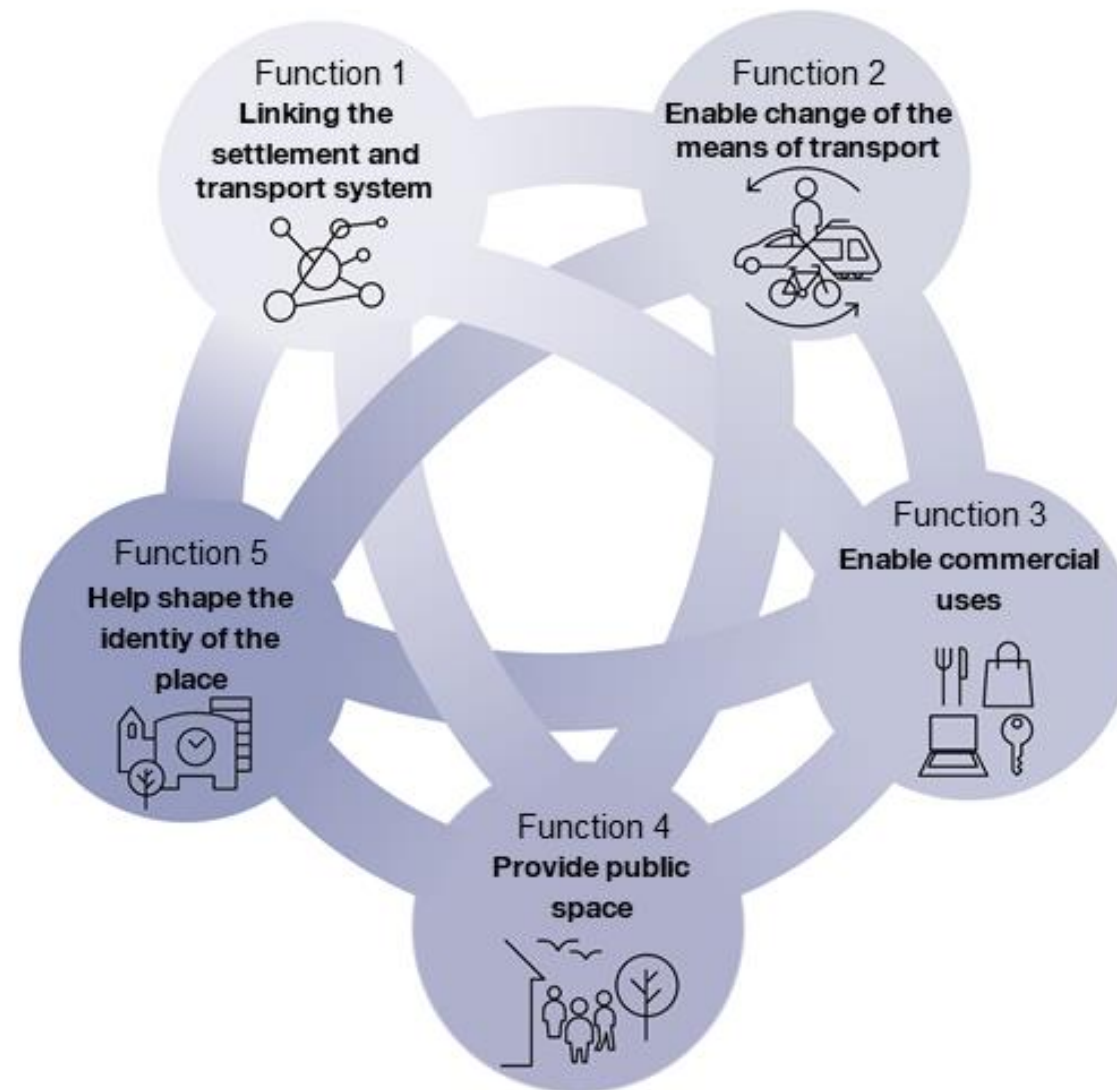 Function 1
Linking the
settlement and
transport system
Function 2
Enable change of the
means of transport
Function 3
Enable commercial
uses
Function 4
Provide public
space
Function 5
Help shape the
identiy of the
place